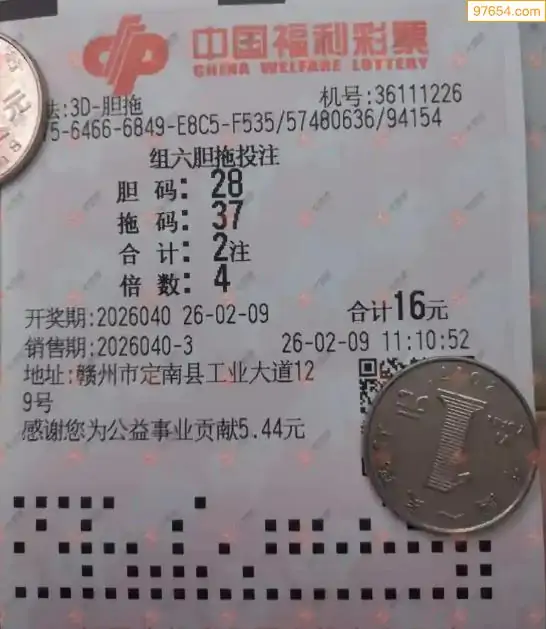 97654.com
中国福利彩票
CHINA WELFARE LOTTERY
法:3D-胆拖 机号:36111226
75-6466-6849-E8C5-F535/57480636/94154
组六胆拖投注
胆 码: 28
拖 码: 37
合 计: 2注
倍 数: 4
开奖期:2026040 26-02-09 合计16元
销售期:2026040-3 26-02-09 11:10:52
地址:赣州市定南县工业大道12
9号
感谢您为公益事业贡献5.44元